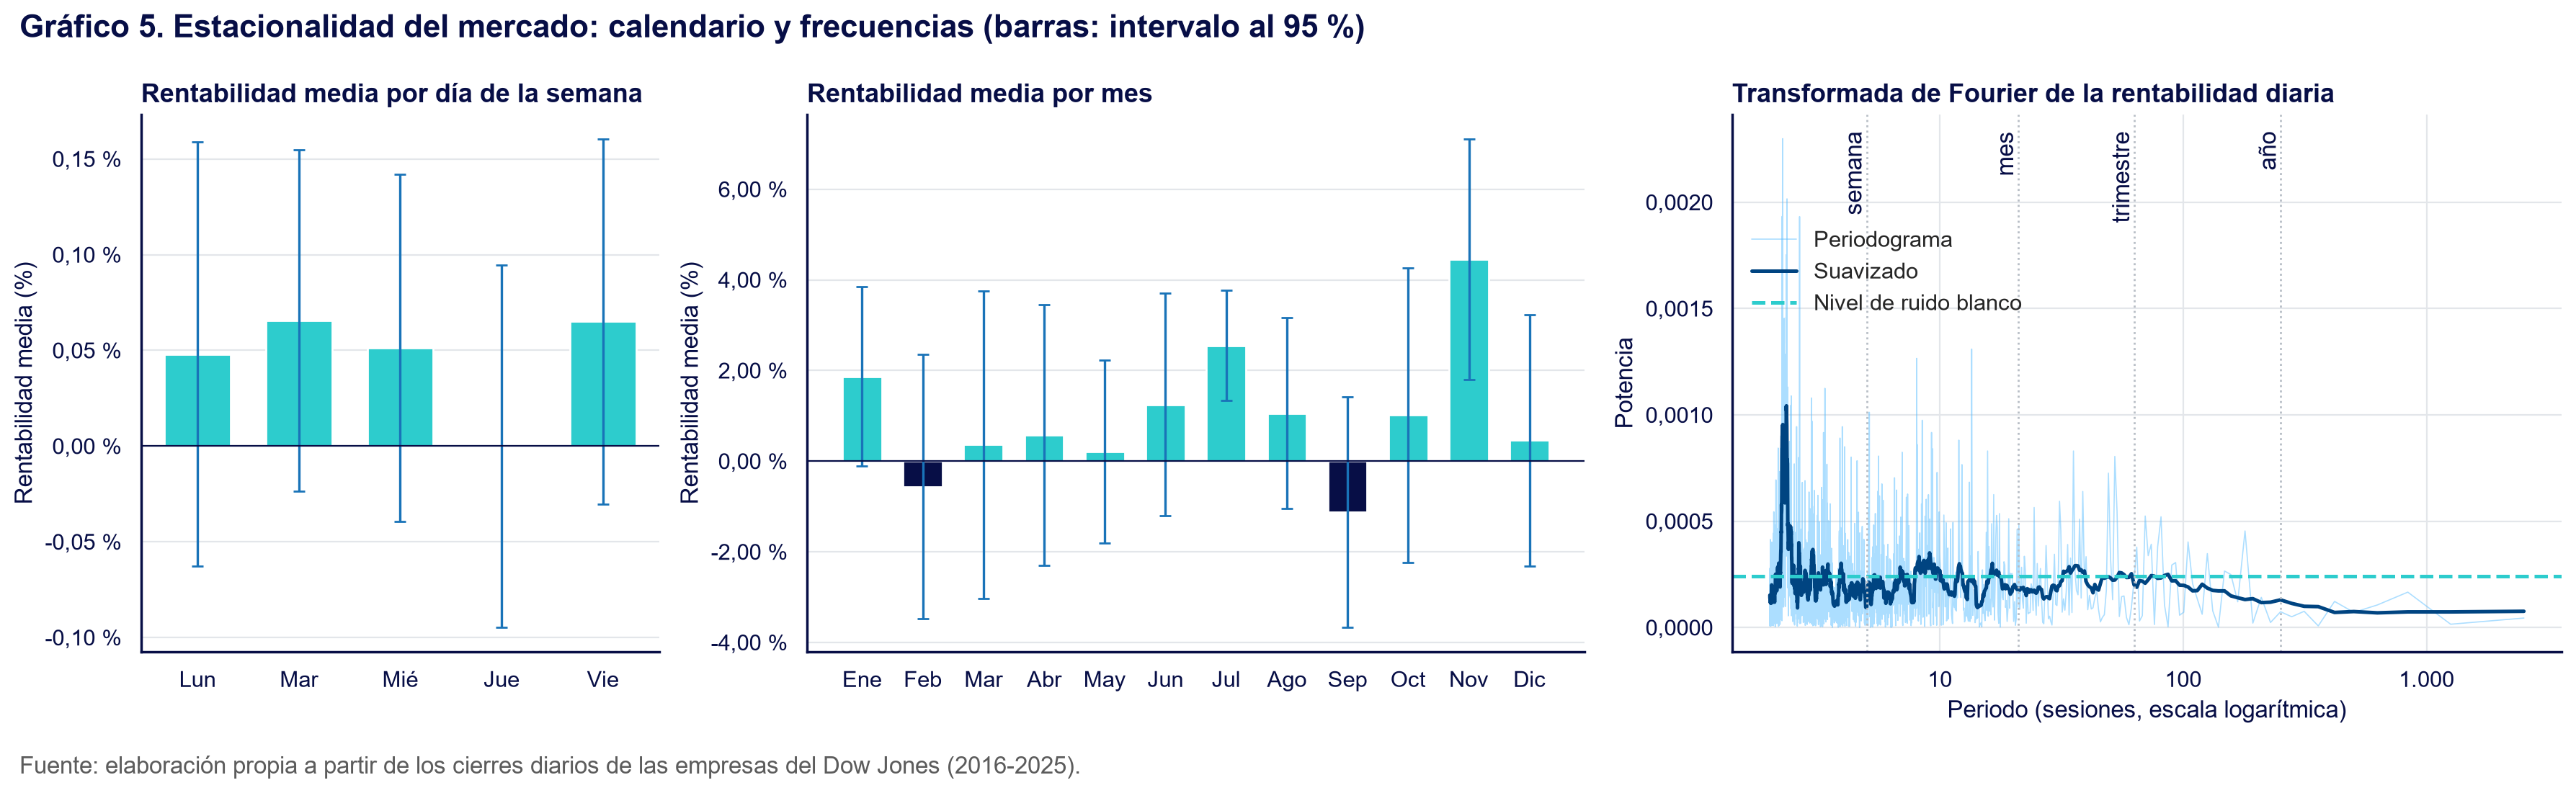 Gráfico 5. Estacionalidad del mercado: calendario y frecuencias (barras: intervalo al 95 %)
Rentabilidad media por día de la semana
Rentabilidad media (%)
0,15 %
0,10 %
0,05 %
0,00 %
-0,05 %
-0,10 %
Lun Mar Mié Jue Vie
Rentabilidad media por mes
Rentabilidad media (%)
6,00 %
4,00 %
2,00 %
0,00 %
-2,00 %
-4,00 %
Ene Feb Mar Abr May Jun Jul Ago Sep Oct Nov Dic
Transformada de Fourier de la rentabilidad diaria
Potencia
0,0020
0,0015
0,0010
0,0005
0,0000
semana
mes
trimestre
año
Periodograma
Suavizado
Nivel de ruido blanco
10 100 1.000
Periodo (sesiones, escala logarítmica)
Fuente: elaboración propia a partir de los cierres diarios de las empresas del Dow Jones (2016-2025).